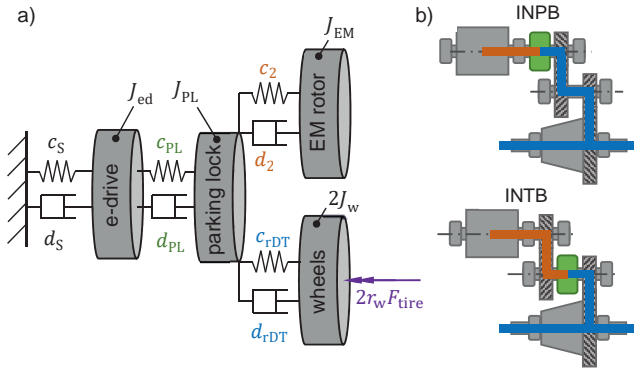 a)
b)
J_EM
INPB
J_ed
J_PL
c_2
c_S
c_PL
EM rotor
e-drive
parking lock
d_2
2J_w
INTB
d_S
d_PL
c_rDT
wheels
2r_wF_tire
d_rDT